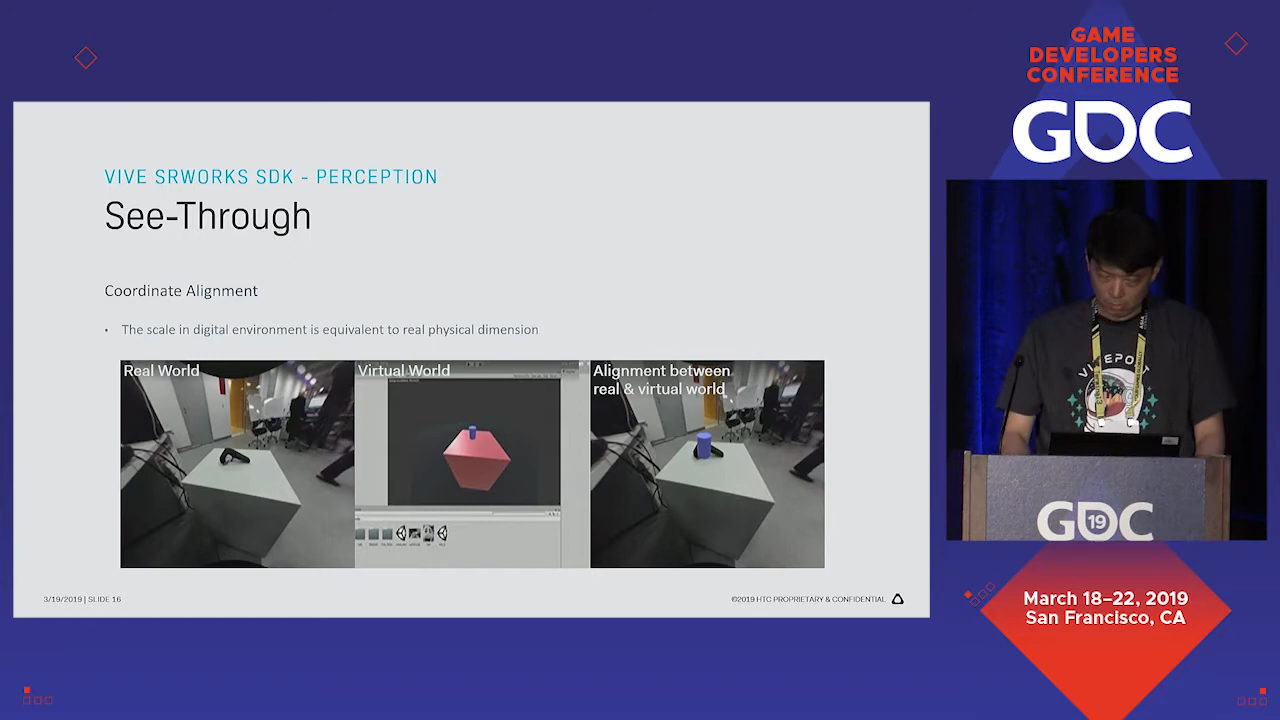 GAME
DEVELOPERS
CONFERENCE
GDC
VIVE SRWORKS SDK - PERCEPTION
See-Through
Coordinate Alignment
• The scale in digital environment is equivalent to real physical dimension
Real World
Virtual World
Alignment between
real & virtual world
3/19/2019 | SLIDE 16
©2019 HTC PROPRIETARY & CONFIDENTIAL
VIVEPO
GDC
19
March 18–22, 2019
San Francisco, CA